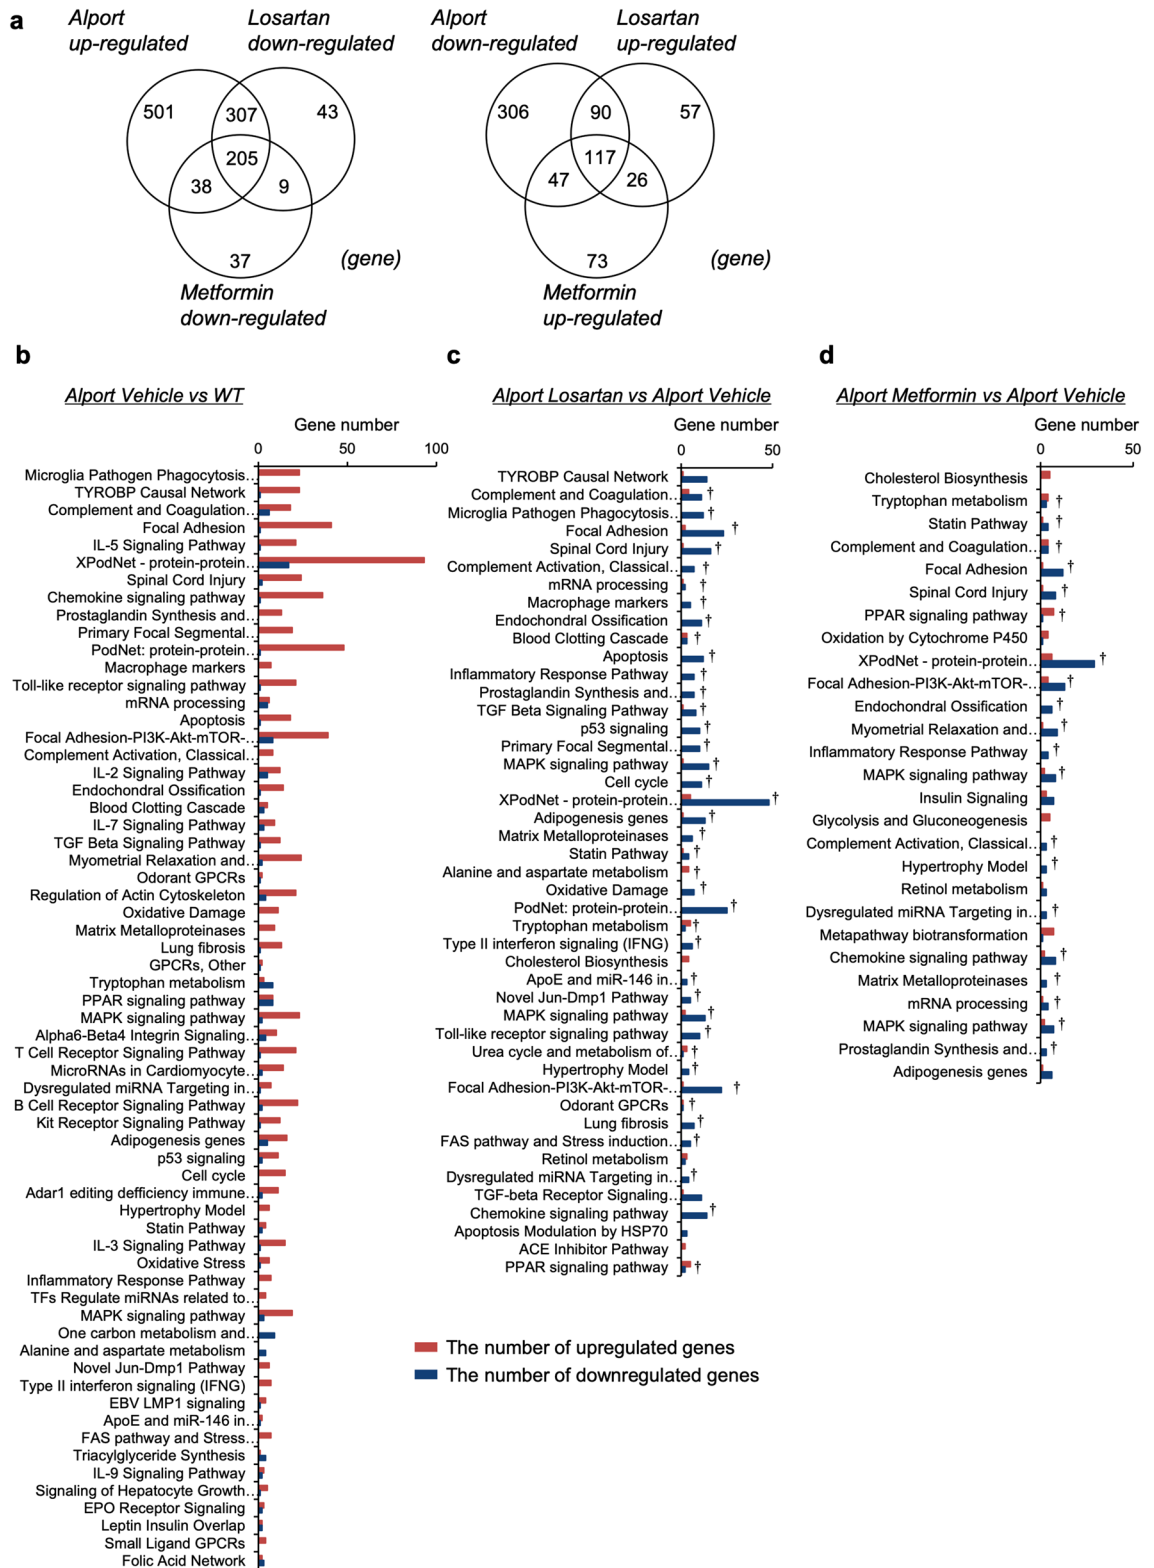 a
Alport
up-regulated
Losartan
down-regulated
501
307
43
205
38
9
37
(gene)
Metformin
down-regulated
Alport
down-regulated
Losartan
up-regulated
306
90
57
117
47
26
73
(gene)
Metformin
up-regulated
b
Alport Vehicle vs WT
Gene number
0 50 100
Microglia Pathogen Phagocytosis…
TYROBP Causal Network
Complement and Coagulation…
Focal Adhesion
IL-5 Signaling Pathway
XPodNet - protein-protein…
Spinal Cord Injury
Chemokine signaling pathway
Prostaglandin Synthesis and…
Primary Focal Segmental…
PodNet: protein-protein…
Macrophage markers
Toll-like receptor signaling pathway
mRNA processing
Apoptosis
Focal Adhesion-PI3K-Akt-mTOR-…
Complement Activation, Classical…
IL-2 Signaling Pathway
Endochondral Ossification
Blood Clotting Cascade
IL-7 Signaling Pathway
TGF Beta Signaling Pathway
Myometrial Relaxation and…
Odorant GPCRs
Regulation of Actin Cytoskeleton
Oxidative Damage
Matrix Metalloproteinases
Lung fibrosis
GPCRs, Other
Tryptophan metabolism
PPAR signaling pathway
MAPK signaling pathway
Alpha6-Beta4 Integrin Signaling…
T Cell Receptor Signaling Pathway
MicroRNAs in Cardiomyocyte…
Dysregulated miRNA Targeting in…
B Cell Receptor Signaling Pathway
Kit Receptor Signaling Pathway
Adipogenesis genes
p53 signaling
Cell cycle
Adar1 editing defficiency immune…
Hypertrophy Model
Statin Pathway
IL-3 Signaling Pathway
Oxidative Stress
Inflammatory Response Pathway
TFs Regulate miRNAs related to…
MAPK signaling pathway
One carbon metabolism and…
Alanine and aspartate metabolism
Novel Jun-Dmp1 Pathway
Type II interferon signaling (IFNG)
EBV LMP1 signaling
ApoE and miR-146 in…
FAS pathway and Stress…
Triacylglyceride Synthesis
IL-9 Signaling Pathway
Signaling of Hepatocyte Growth…
EPO Receptor Signaling
Leptin Insulin Overlap
Small Ligand GPCRs
Folic Acid Network
c
Alport Losartan vs Alport Vehicle
Gene number
0 50
TYROBP Causal Network
Complement and Coagulation… †
Microglia Pathogen Phagocytosis… †
Focal Adhesion †
Spinal Cord Injury †
Complement Activation, Classical… †
mRNA processing †
Macrophage markers †
Endochondral Ossification †
Blood Clotting Cascade †
Apoptosis †
Inflammatory Response Pathway †
Prostaglandin Synthesis and… †
TGF Beta Signaling Pathway †
p53 signaling †
Primary Focal Segmental… †
MAPK signaling pathway †
Cell cycle †
XPodNet - protein-protein… †
Adipogenesis genes †
Matrix Metalloproteinases †
Statin Pathway †
Alanine and aspartate metabolism †
Oxidative Damage †
PodNet: protein-protein… †
Tryptophan metabolism †
Type II interferon signaling (IFNG) †
Cholesterol Biosynthesis
ApoE and miR-146 in… †
Novel Jun-Dmp1 Pathway †
MAPK signaling pathway †
Toll-like receptor signaling pathway †
Urea cycle and metabolism of… †
Hypertrophy Model †
Focal Adhesion-PI3K-Akt-mTOR-… †
Odorant GPCRs †
Lung fibrosis †
FAS pathway and Stress induction… †
Retinol metabolism
Dysregulated miRNA Targeting in… †
TGF-beta Receptor Signaling…
Chemokine signaling pathway †
Apoptosis Modulation by HSP70
ACE Inhibitor Pathway
PPAR signaling pathway †
d
Alport Metformin vs Alport Vehicle
Gene number
0 50
Cholesterol Biosynthesis
Tryptophan metabolism †
Statin Pathway †
Complement and Coagulation… †
Focal Adhesion †
Spinal Cord Injury †
PPAR signaling pathway †
Oxidation by Cytochrome P450
XPodNet - protein-protein… †
Focal Adhesion-PI3K-Akt-mTOR-… †
Endochondral Ossification †
Myometrial Relaxation and… †
Inflammatory Response Pathway †
MAPK signaling pathway †
Insulin Signaling
Glycolysis and Gluconeogenesis
Complement Activation, Classical… †
Hypertrophy Model †
Retinol metabolism
Dysregulated miRNA Targeting in… †
Metapathway biotransformation
Chemokine signaling pathway †
Matrix Metalloproteinases †
mRNA processing †
MAPK signaling pathway †
Prostaglandin Synthesis and… †
Adipogenesis genes
The number of upregulated genes
The number of downregulated genes